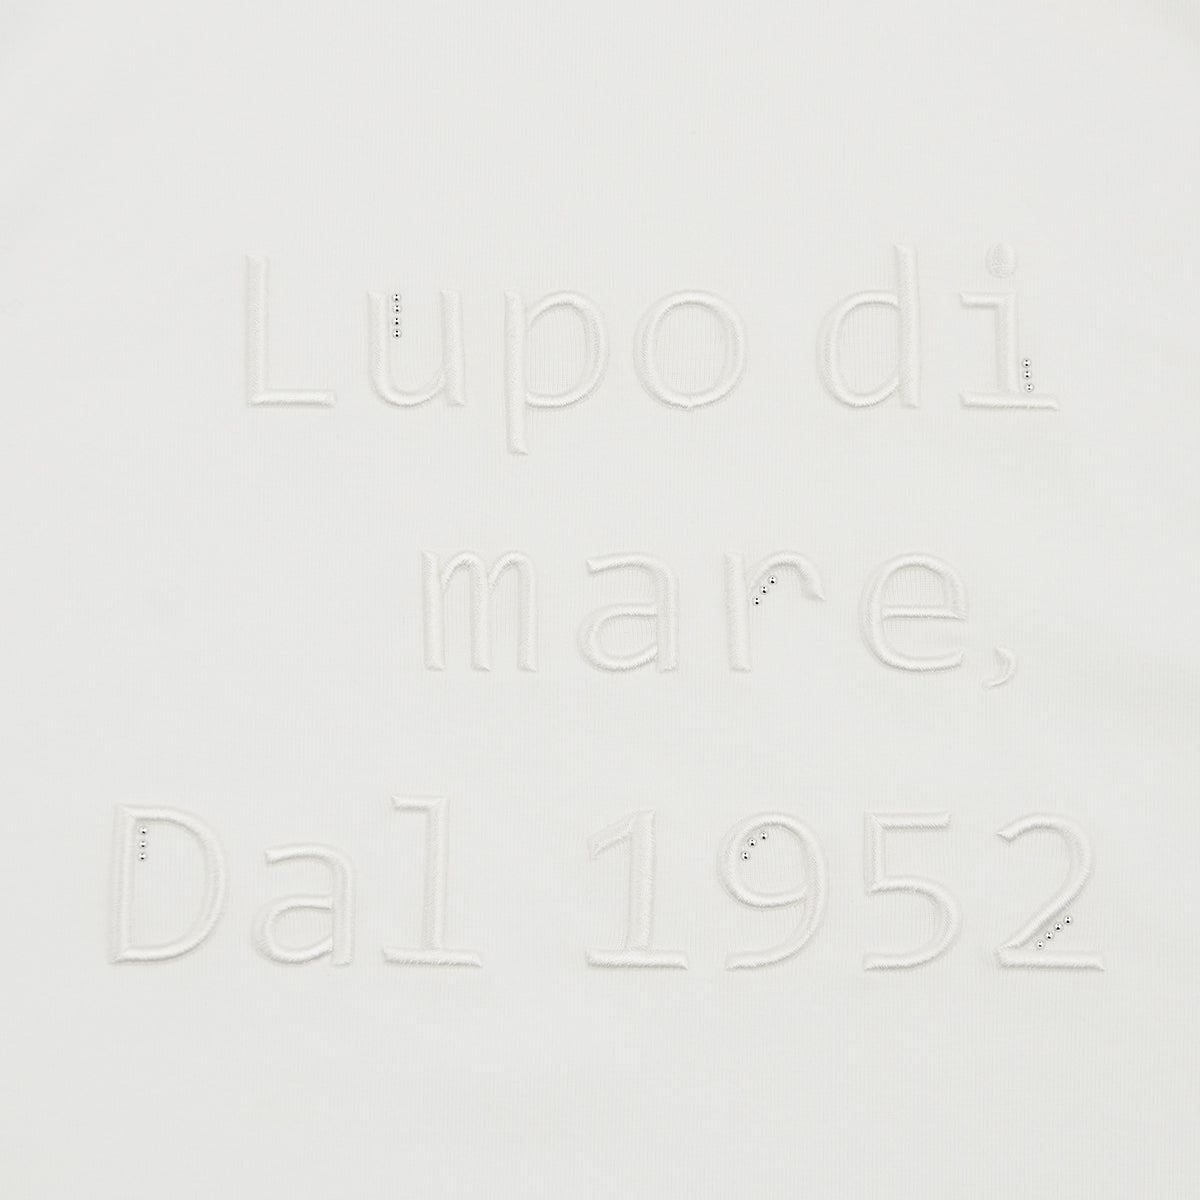 Lupo di
mare,
Dal 1952